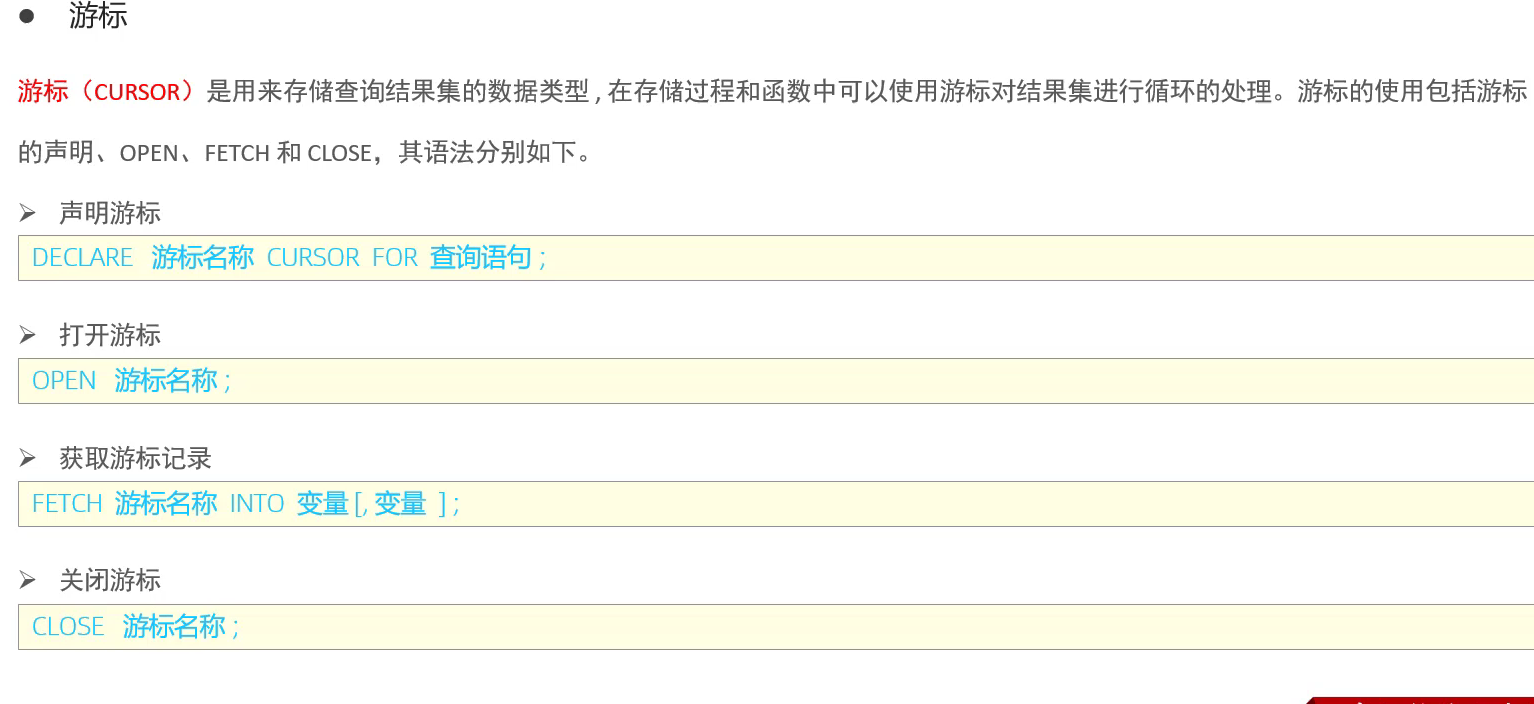 ● 游标
游标（CURSOR）是用来存储查询结果集的数据类型 , 在存储过程和函数中可以使用游标对结果集进行循环的处理。游标的使用包括游标
的声明、OPEN、FETCH 和 CLOSE，其语法分别如下。
➢ 声明游标
DECLARE 游标名称 CURSOR FOR 查询语句 ;
➢ 打开游标
OPEN 游标名称 ;
➢ 获取游标记录
FETCH 游标名称 INTO 变量 [, 变量 ] ;
➢ 关闭游标
CLOSE 游标名称 ;